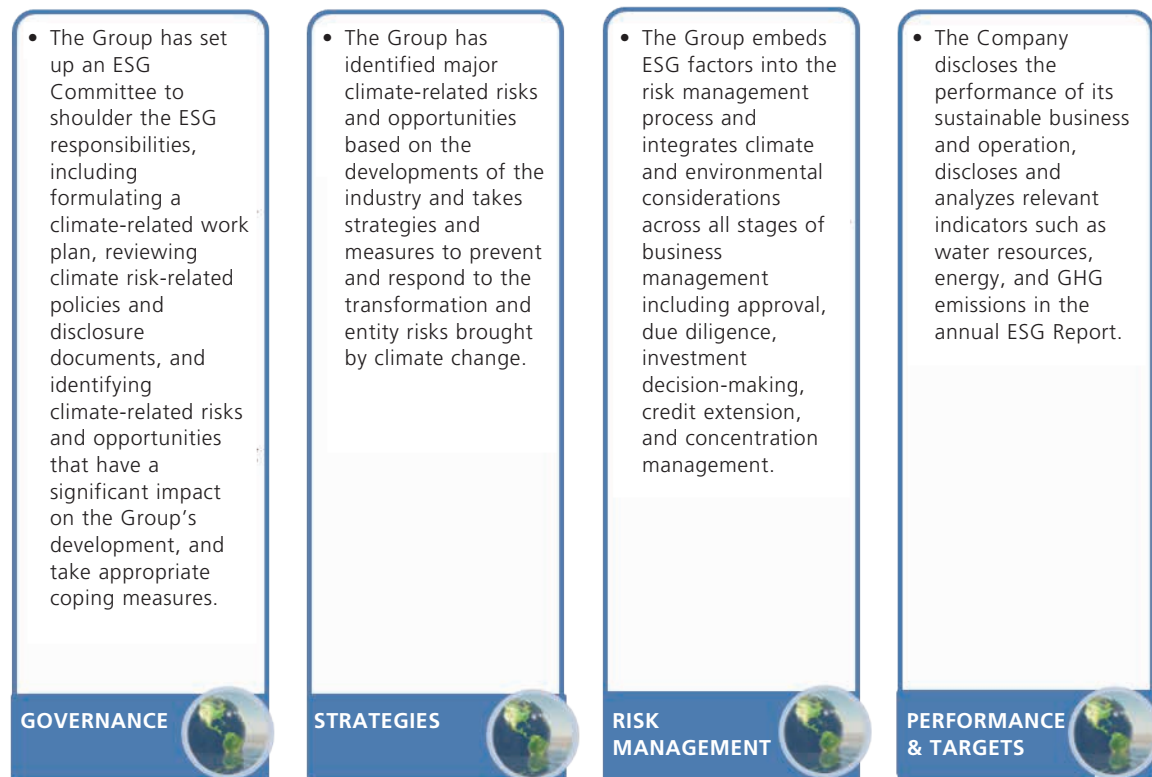 • The Group has set
up an ESG
Committee to
shoulder the ESG
responsibilities,
including
formulating a
climate-related work
plan, reviewing
climate risk-related
policies and
disclosure
documents, and
identifying
climate-related risks
and opportunities
that have a
significant impact
on the Group’s
development, and
take appropriate
coping measures.
GOVERNANCE
• The Group has
identified major
climate-related risks
and opportunities
based on the
developments of the
industry and takes
strategies and
measures to prevent
and respond to the
transformation and
entity risks brought
by climate change.
STRATEGIES
• The Group embeds
ESG factors into the
risk management
process and
integrates climate
and environmental
considerations
across all stages of
business
management
including approval,
due diligence,
investment
decision-making,
credit extension,
and concentration
management.
RISK
MANAGEMENT
• The Company
discloses the
performance of its
sustainable business
and operation,
discloses and
analyzes relevant
indicators such as
water resources,
energy, and GHG
emissions in the
annual ESG Report.
PERFORMANCE
& TARGETS